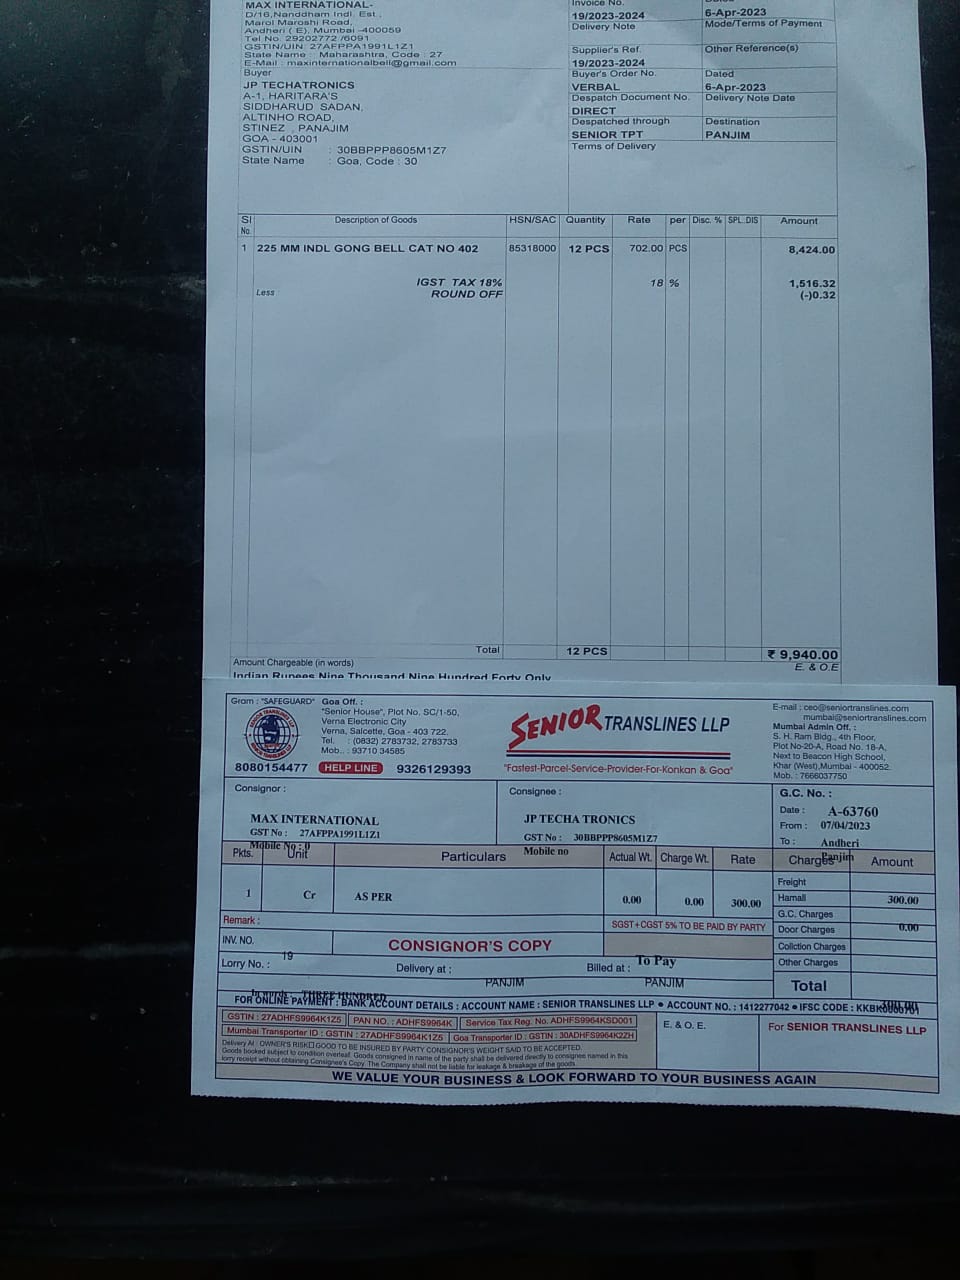 MAX INTERNATIONAL-
D/16,Nanddham Indl. Est.,
Marol Maroshi Road,
Andheri ( E), Mumbai -400059
Tel No. 29202772 /6091
GSTIN/UIN: 27AFPPA1991L1Z1
State Name : Maharashtra, Code : 27
E-Mail : maxinternationalbell@gmail.com
Buyer
JP TECHATRONICS
A-1, HARITARA'S
SIDDHARUD SADAN,
ALTINHO ROAD,
STINEZ , PANAJIM
GOA - 403001
GSTIN/UIN : 30BBPPP8605M1Z7
State Name : Goa, Code : 30
Invoice No. Dated
19/2023-2024 6-Apr-2023
Delivery Note Mode/Terms of Payment
Supplier's Ref. Other Reference(s)
19/2023-2024
Buyer's Order No. Dated
VERBAL 6-Apr-2023
Despatch Document No. Delivery Note Date
DIRECT
Despatched through Destination
SENIOR TPT PANJIM
Terms of Delivery
Sl No. Description of Goods HSN/SAC Quantity Rate per Disc. % SPL.DIS Amount
1 225 MM INDL GONG BELL CAT NO 402 85318000 12 PCS 702.00 PCS 8,424.00
IGST TAX 18% 18 % 1,516.32
Less ROUND OFF (-)0.32
Total 12 PCS ₹ 9,940.00
Amount Chargeable (in words) E. & O.E
Indian Rupees Nine Thousand Nine Hundred Forty Only
Gram : "SAFEGUARD"
SENIOR TRANSLINES LLP
8080154477 HELP LINE 9326129393
Goa Off. :
"Senior House", Plot No. SC/1-50,
Verna Electronic City
Verna, Salcette, Goa - 403 722.
Tel. : (0832) 2783732, 2783733
Mob.. : 93710 34585
"Fastest-Parcel-Service-Provider-For-Konkan & Goa"
E-mail : ceo@seniortranslines.com
mumbai@seniortranslines.com
Mumbai Admin Off. :
S. H. Ram Bldg., 4th Floor,
Plot No-20-A, Road No. 18-A,
Next to Beacon High School,
Khar (West),Mumbai - 400052.
Mob. : 7666037750
Consignor :
MAX INTERNATIONAL
GST No : 27AFPPA1991L1Z1
Mobile No : 0
Consignee :
JP TECHA TRONICS
GST No : 30BBPPP8605M1Z7
Mobile no
G.C. No. :
A-63760
Date :
07/04/2023
From :
Andheri
To :
Panjim
Pkts. Unit Particulars Actual Wt. Charge Wt. Rate Charges Amount
1 Cr AS PER 0.00 0.00 300.00
Freight
Hamali 300.00
G.C. Charges
Door Charges 0.00
Collction Charges
Other Charges
Total
300.00
Remark :
SGST+CGST 5% TO BE PAID BY PARTY
INV. NO.
19
CONSIGNOR'S COPY
Lorry No. : Delivery at : Billed at : To Pay
PANJIM PANJIM
In words : THREE HUNDRED
FOR ONLINE PAYMENT : BANK ACCOUNT DETAILS : ACCOUNT NAME : SENIOR TRANSLINES LLP ● ACCOUNT NO. : 1412277042 ● IFSC CODE :
GSTIN : 27ADHFS9964K1Z5 PAN NO. : ADHFS9964K Service Tax Reg. No. ADHFS9964KSD001
Mumbai Transporter ID : GSTIN : 27ADHFS9964K1Z5 Goa Transporter ID : GSTIN : 30ADHFS9964K2ZH
Delivery At : OWNER'S RISK GOOD TO BE INSURED BY PARTY CONSIGNOR'S WEIGHT SAID TO BE ACCEPTED.
Goods booked subject to condition overleaf. Goods consigned in name of the party shall be delivered directly to consignee named in this
lorry receipt without obtaining Consignee's Copy. The Company shall not be liable for leakage & breakage of the goods.
E. & O. E.
For SENIOR TRANSLINES LLP
WE VALUE YOUR BUSINESS & LOOK FORWARD TO YOUR BUSINESS AGAIN